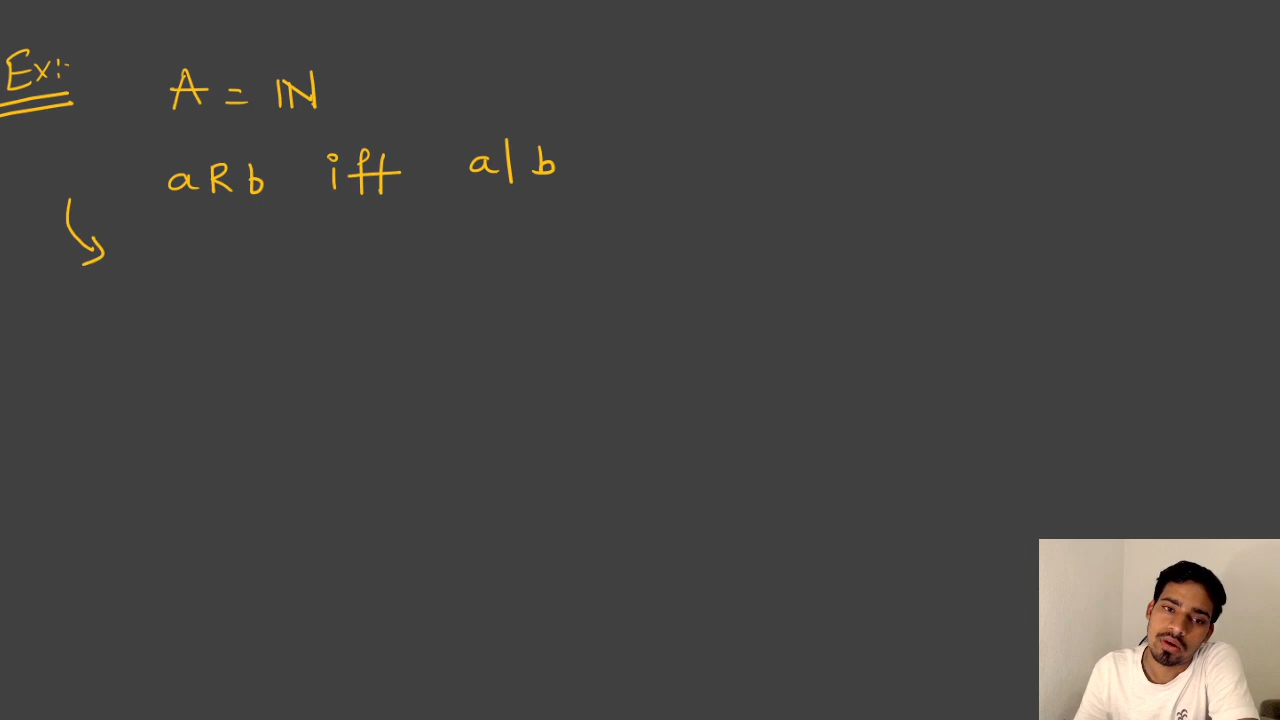 Ex:-
A = ℕ
aRb iff a|b